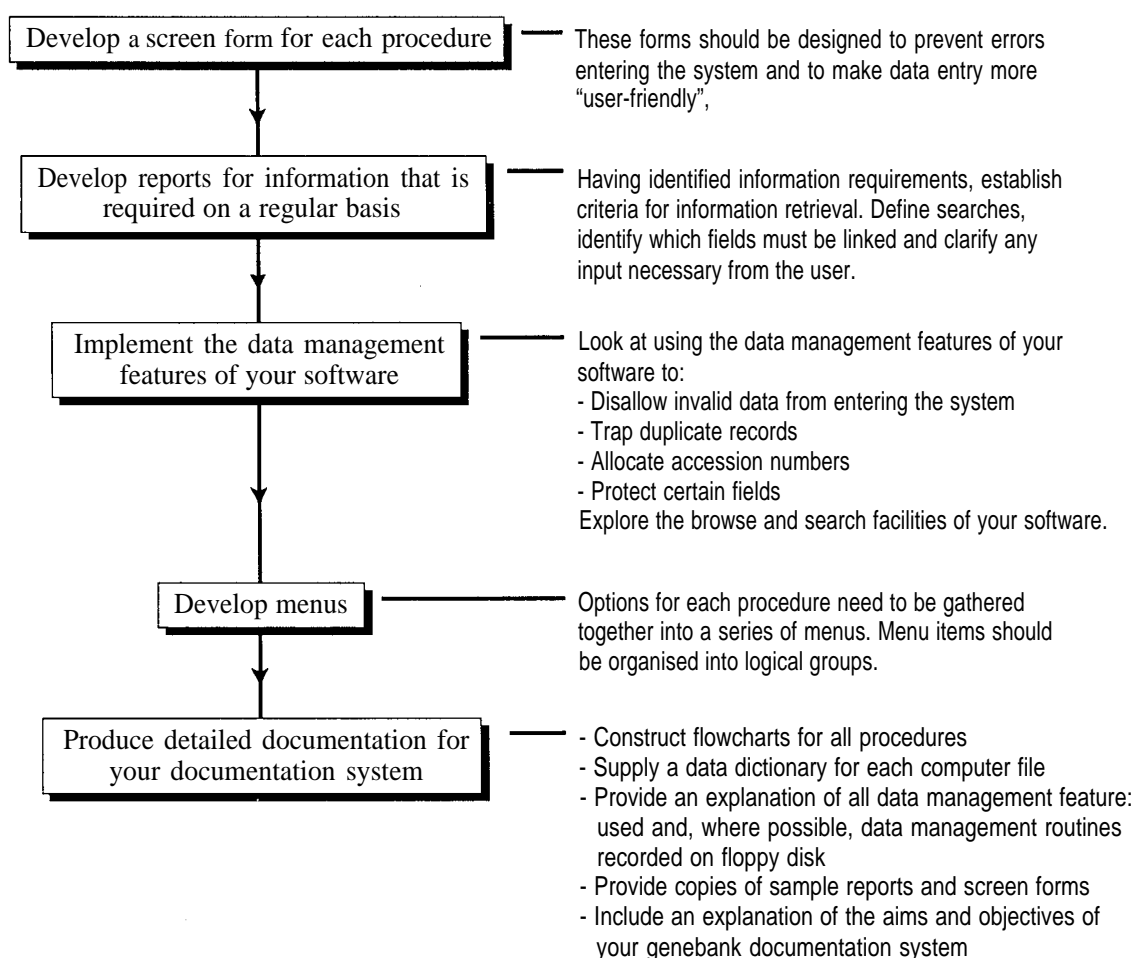 Develop a screen form for each procedure
These forms should be designed to prevent errors
entering the system and to make data entry more
“user-friendly”,
Develop reports for information that is
required on a regular basis
Having identified information requirements, establish
criteria for information retrieval. Define searches,
identify which fields must be linked and clarify any
input necessary from the user.
Implement the data management
features of your software
Look at using the data management features of your
software to:
- Disallow invalid data from entering the system
- Trap duplicate records
- Allocate accession numbers
- Protect certain fields
Explore the browse and search facilities of your software.
Develop menus
Options for each procedure need to be gathered
together into a series of menus. Menu items should
be organised into logical groups.
Produce detailed documentation for
your documentation system
- Construct flowcharts for all procedures
- Supply a data dictionary for each computer file
- Provide an explanation of all data management feature:
used and, where possible, data management routines
recorded on floppy disk
- Provide copies of sample reports and screen forms
- Include an explanation of the aims and objectives of
your genebank documentation system